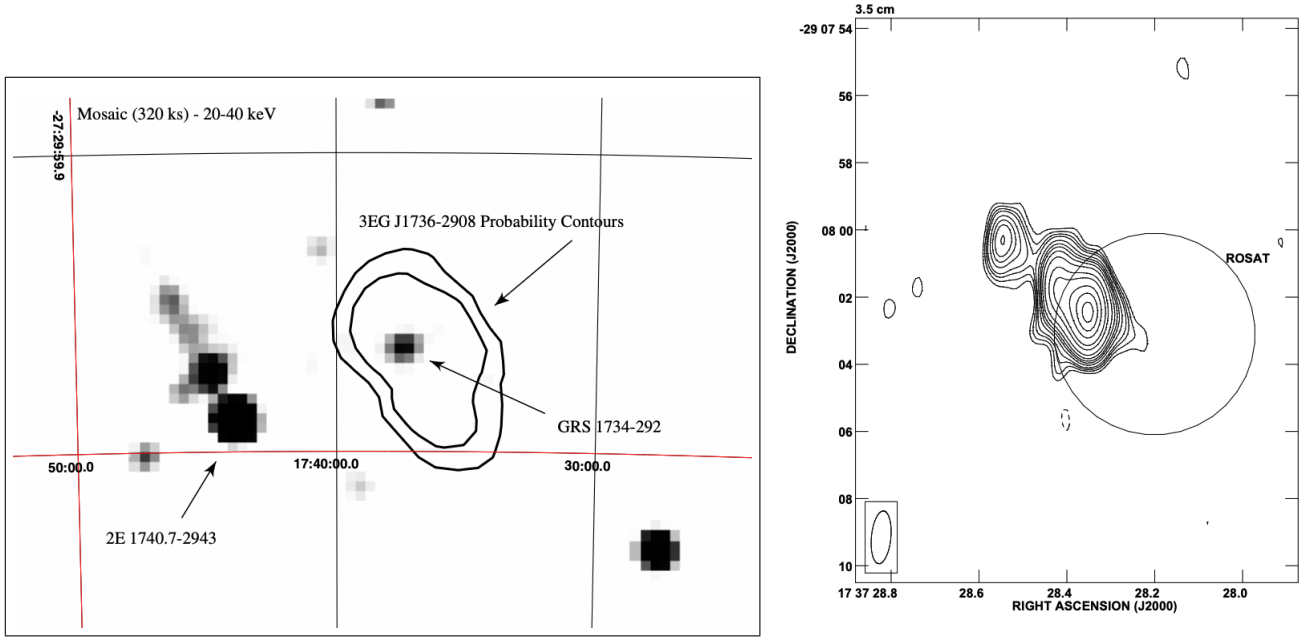 Mosaic (320 ks) - 20-40 keV
-27:29:59.9
3EG J1736-2908 Probability Contours
GRS 1734-292
50:00.0
17:40:00.0
30:00.0
2E 1740.7-2943
3.5 cm
-29 07 54
56
58
08 00
02
04
06
08
10
DECLINATION (J2000)
ROSAT
17 37 28.8
28.6
28.4
28.2
28.0
RIGHT ASCENSION (J2000)